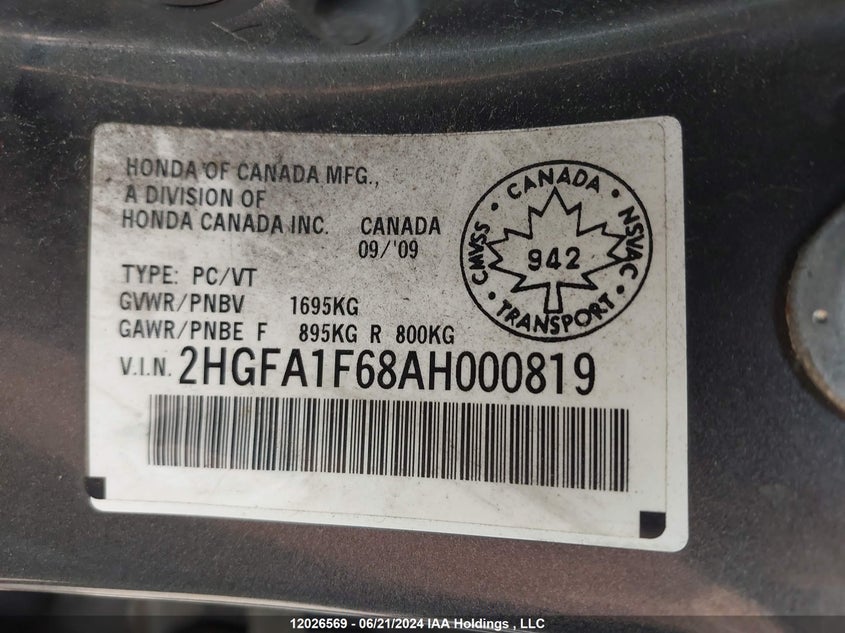 HONDA OF CANADA MFG.,
A DIVISION OF
HONDA CANADA INC. CANADA
09/'09
TYPE: PC/VT
GVWR/PNBV 1695KG
GAWR/PNBE F 895KG R 800KG
V.I.N. 2HGFA1F68AH000819
CMVSS • CANADA • NSVAC • TRANSPORT •
942
12026569 - 06/21/2024 IAA Holdings , LLC